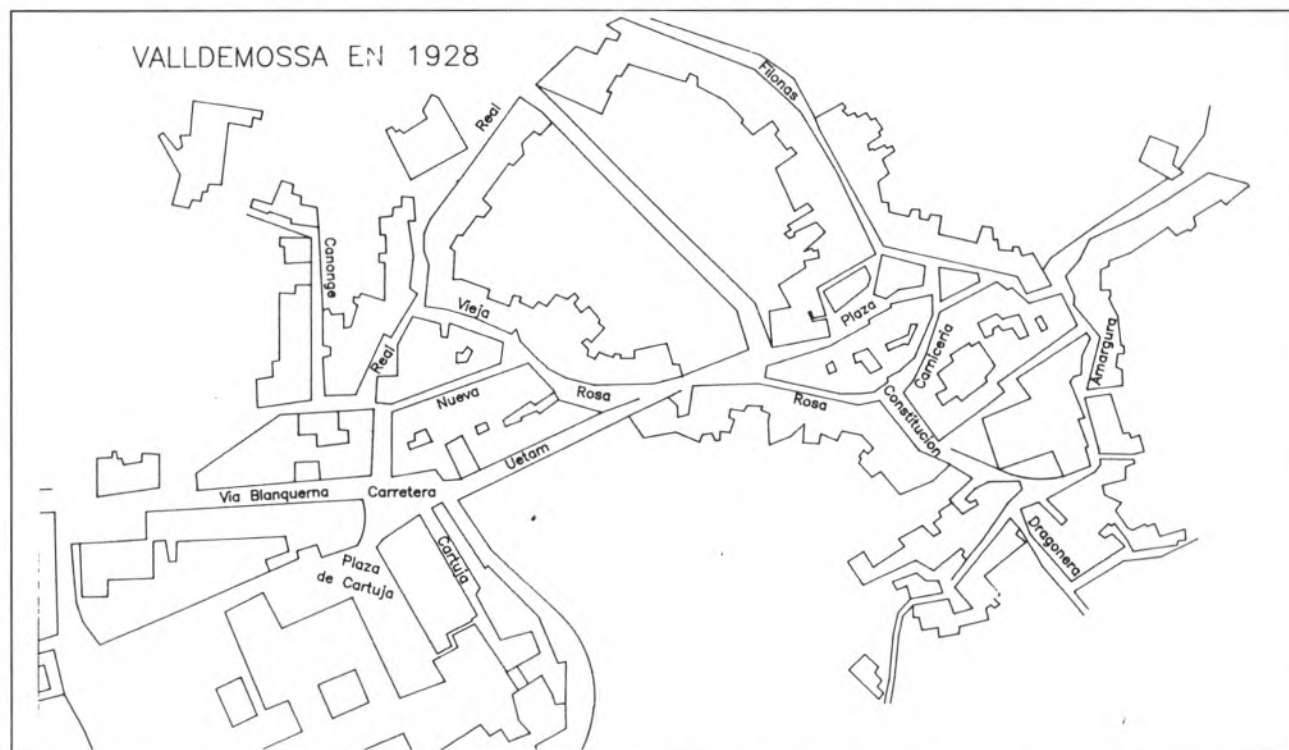 VALLDEMOSSA EN 1928
Filonas
Real
Canonge
Vieja
Plaza
Real
Carnicería
Amargura
Nueva
Rosa
Rosa
Constitucion
Uetam
Via Blanquerna
Carretera
Cartuja
Plaza
de Cartuja
Dragonera